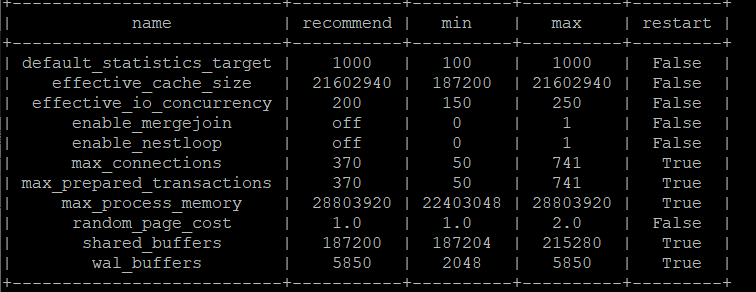 +---------------------------+-----------+----------+----------+---------+
| name | recommend | min | max | restart |
+---------------------------+-----------+----------+----------+---------+
| default_statistics_target | 1000 | 100 | 1000 | False |
| effective_cache_size | 21602940 | 187200 | 21602940 | False |
| effective_io_concurrency | 200 | 150 | 250 | False |
| enable_mergejoin | off | 0 | 1 | False |
| enable_nestloop | off | 0 | 1 | False |
| max_connections | 370 | 50 | 741 | True |
| max_prepared_transactions | 370 | 50 | 741 | True |
| max_process_memory | 28803920 | 22403048 | 28803920 | True |
| random_page_cost | 1.0 | 1.0 | 2.0 | False |
| shared_buffers | 187200 | 187204 | 215280 | True |
| wal_buffers | 5850 | 2048 | 5850 | True |
+---------------------------+-----------+----------+----------+---------+